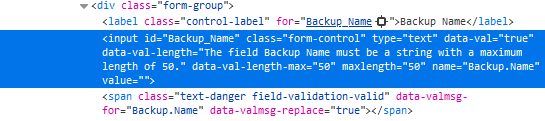 <div class="form-group">
<label class="control-label" for="Backup_Name">Backup Name</label>
<input id="Backup_Name" class="form-control" type="text" data-val="true"
data-val-length="The field Backup Name must be a string with a maximum
length of 50." data-val-length-max="50" maxlength="50" name="Backup.Name"
value="">
<span class="text-danger field-validation-valid" data-valmsg-
for="Backup.Name" data-valmsg-replace="true"></span>